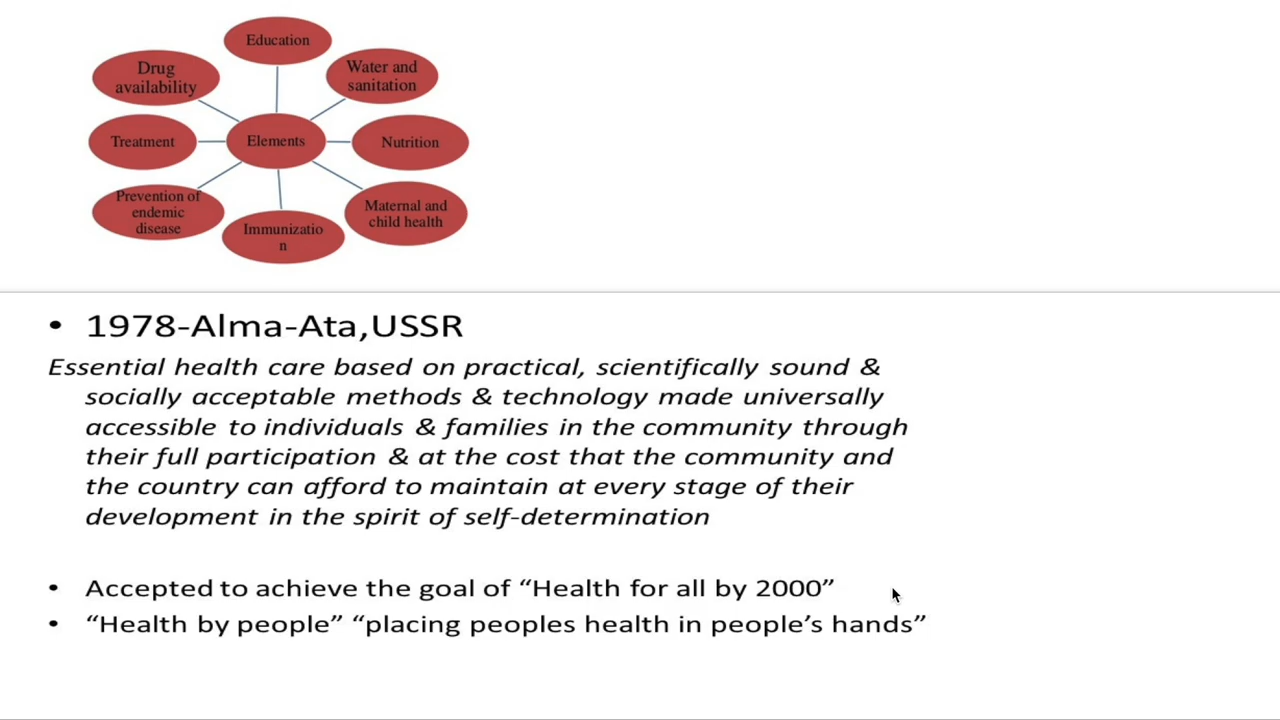 Education
Drug
availability
Water and
sanitation
Treatment
Elements
Nutrition
Prevention of
endemic
disease
Immunizatio
n
Maternal and
child health
• 1978-Alma-Ata,USSR
Essential health care based on practical, scientifically sound &
socially acceptable methods & technology made universally
accessible to individuals & families in the community through
their full participation & at the cost that the community and
the country can afford to maintain at every stage of their
development in the spirit of self-determination
• Accepted to achieve the goal of “Health for all by 2000”
• “Health by people” “placing peoples health in people’s hands”